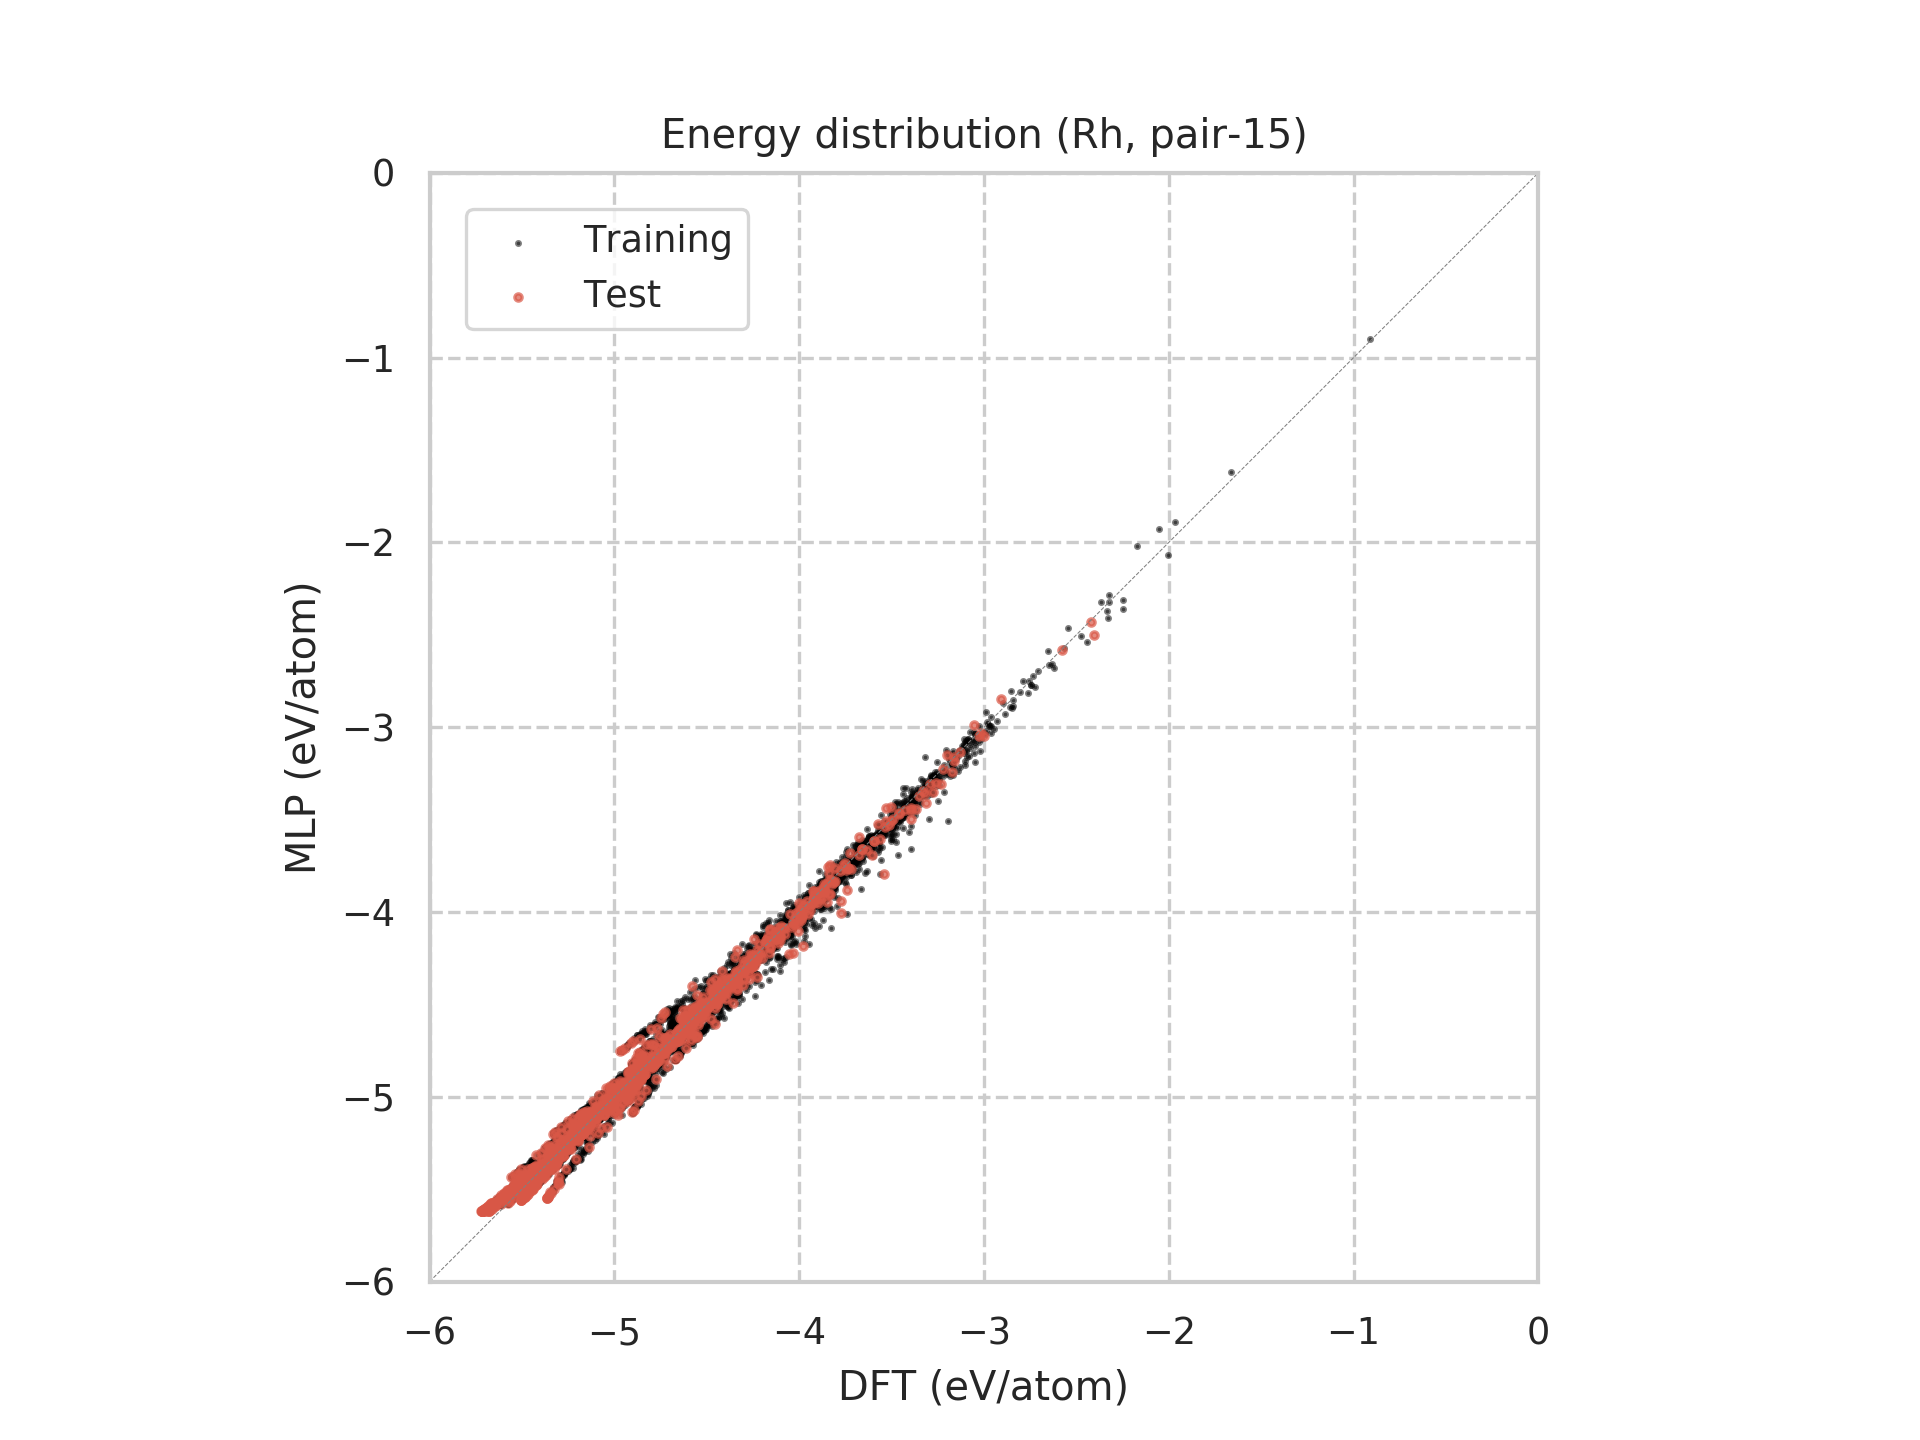 Energy distribution (Rh, pair-15)
Training
Test
0
−1
−2
−3
−4
−5
−6
MLP (eV/atom)
−6 −5 −4 −3 −2 −1 0
DFT (eV/atom)